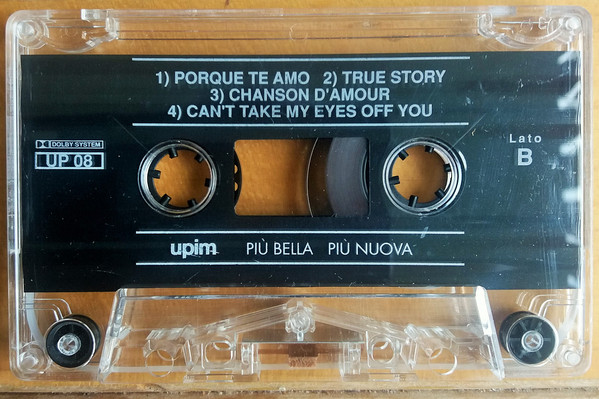 1) PORQUE TE AMO 2) TRUE STORY
3) CHANSON D'AMOUR
4) CAN'T TAKE MY EYES OFF YOU
DOLBY SYSTEM
UP 08
Lato
B
upim PIÙ BELLA PIÙ NUOVA